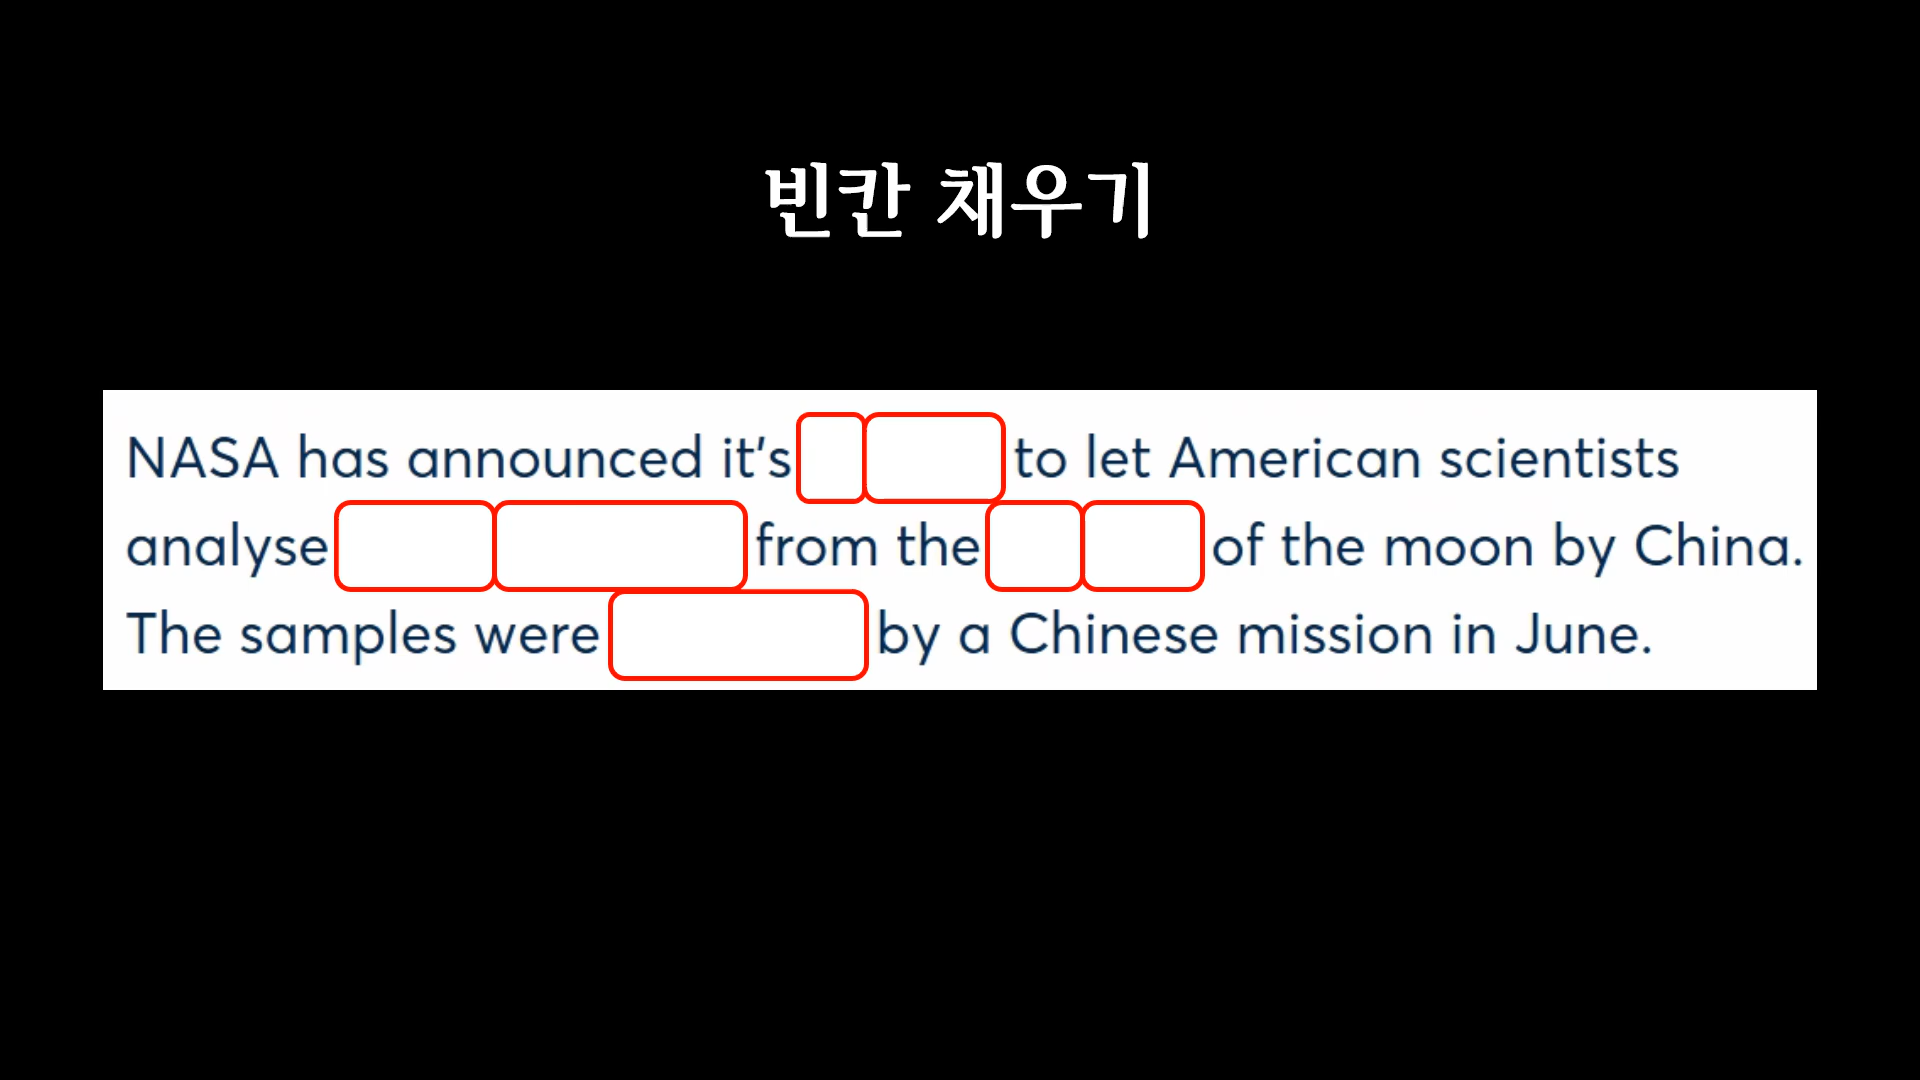 빈칸 채우기
NASA has announced it's to let American scientists
analyse from the of the moon by China.
The samples were by a Chinese mission in June.